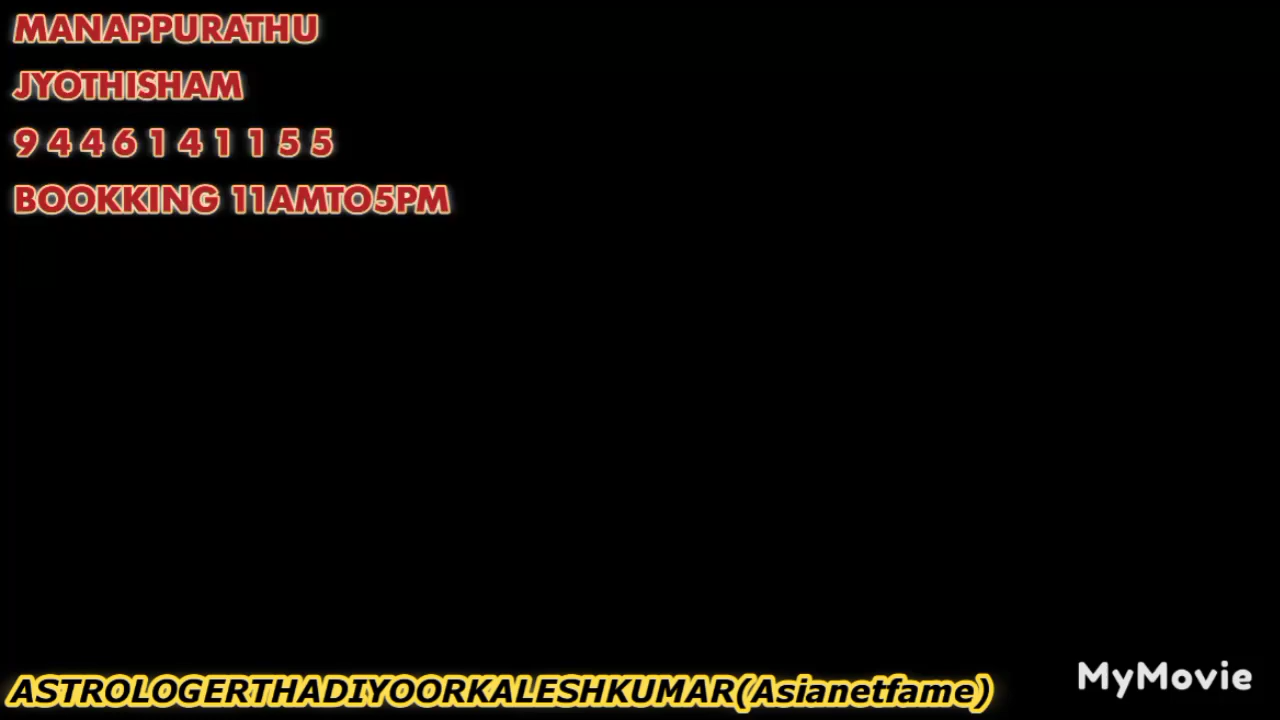 MANAPPURATHU
JYOTHISHAM
9 4 4 6 1 4 1 1 5 5
BOOKKING 11AMTO5PM
ASTROLOGERTHADIYOORKALESHKUMAR(Asianetfame)
MyMovie